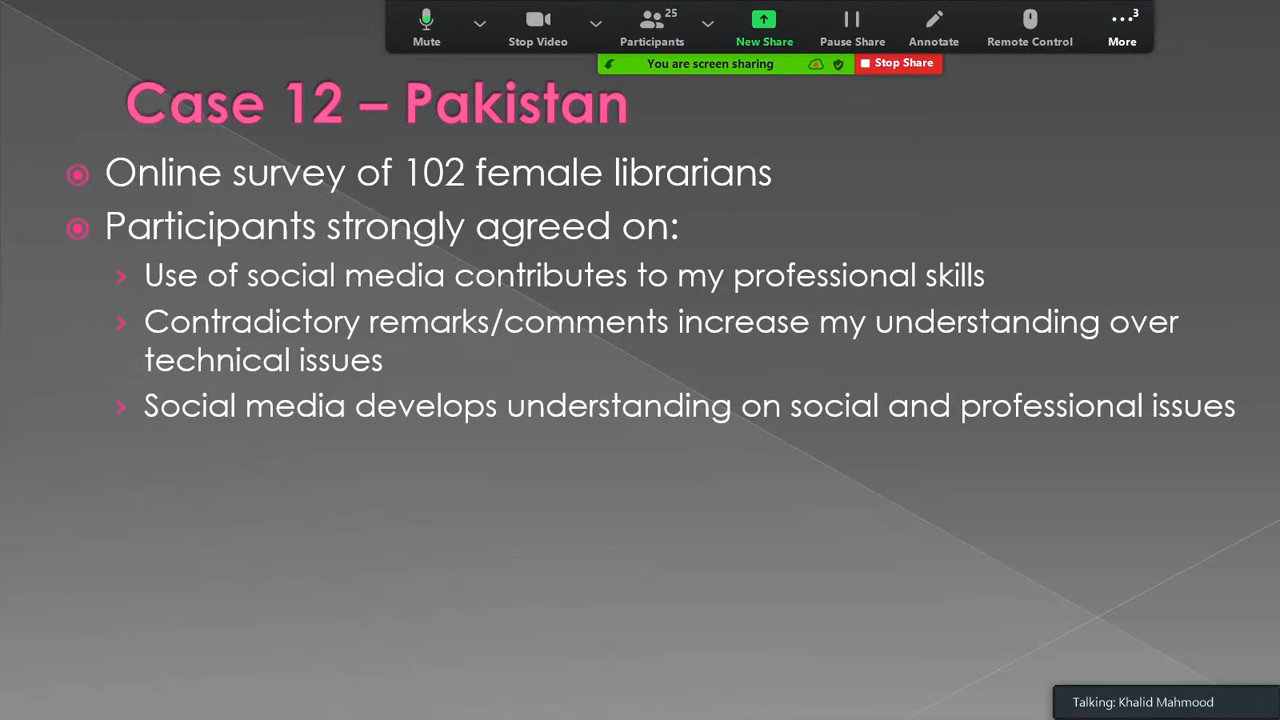 25
3
Mute
Stop Video
Participants
New Share
Pause Share
Annotate
Remote Control
More
You are screen sharing
Stop Share
Case 12 – Pakistan
Online survey of 102 female librarians
Participants strongly agreed on:
Use of social media contributes to my professional skills
Contradictory remarks/comments increase my understanding over
technical issues
Social media develops understanding on social and professional issues
Talking: Khalid Mahmood